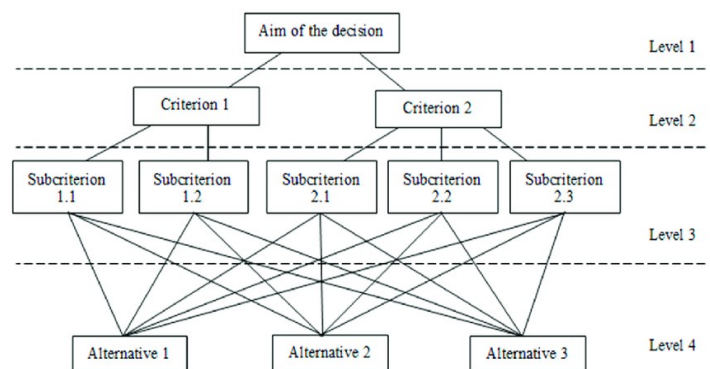 Aim of the decision
Level 1
Criterion 1
Criterion 2
Level 2
Subcriterion
1.1
Subcriterion
1.2
Subcriterion
2.1
Subcriterion
2.2
Subcriterion
2.3
Level 3
Alternative 1
Alternative 2
Alternative 3
Level 4